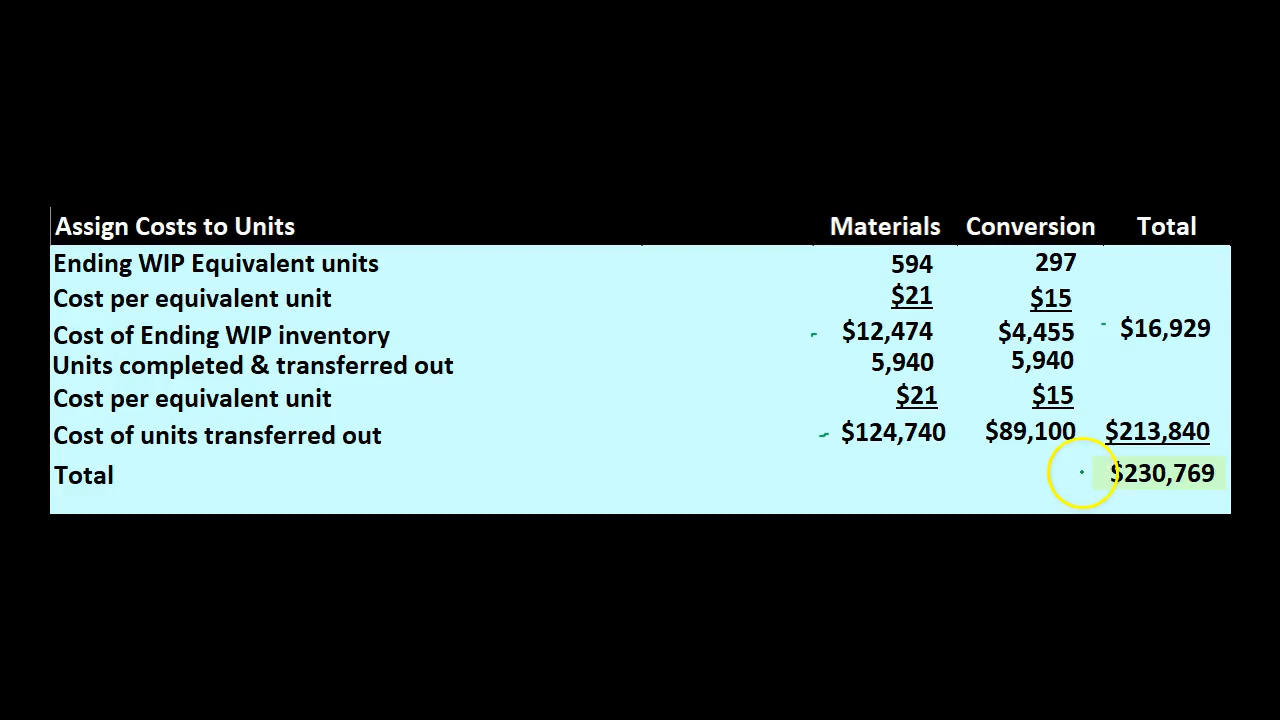 Assign Costs to Units Materials Conversion Total
Ending WIP Equivalent units 594 297
Cost per equivalent unit $21 $15
Cost of Ending WIP inventory $12,474 $4,455 $16,929
Units completed & transferred out 5,940 5,940
Cost per equivalent unit $21 $15
Cost of units transferred out $124,740 $89,100 $213,840
Total $230,769